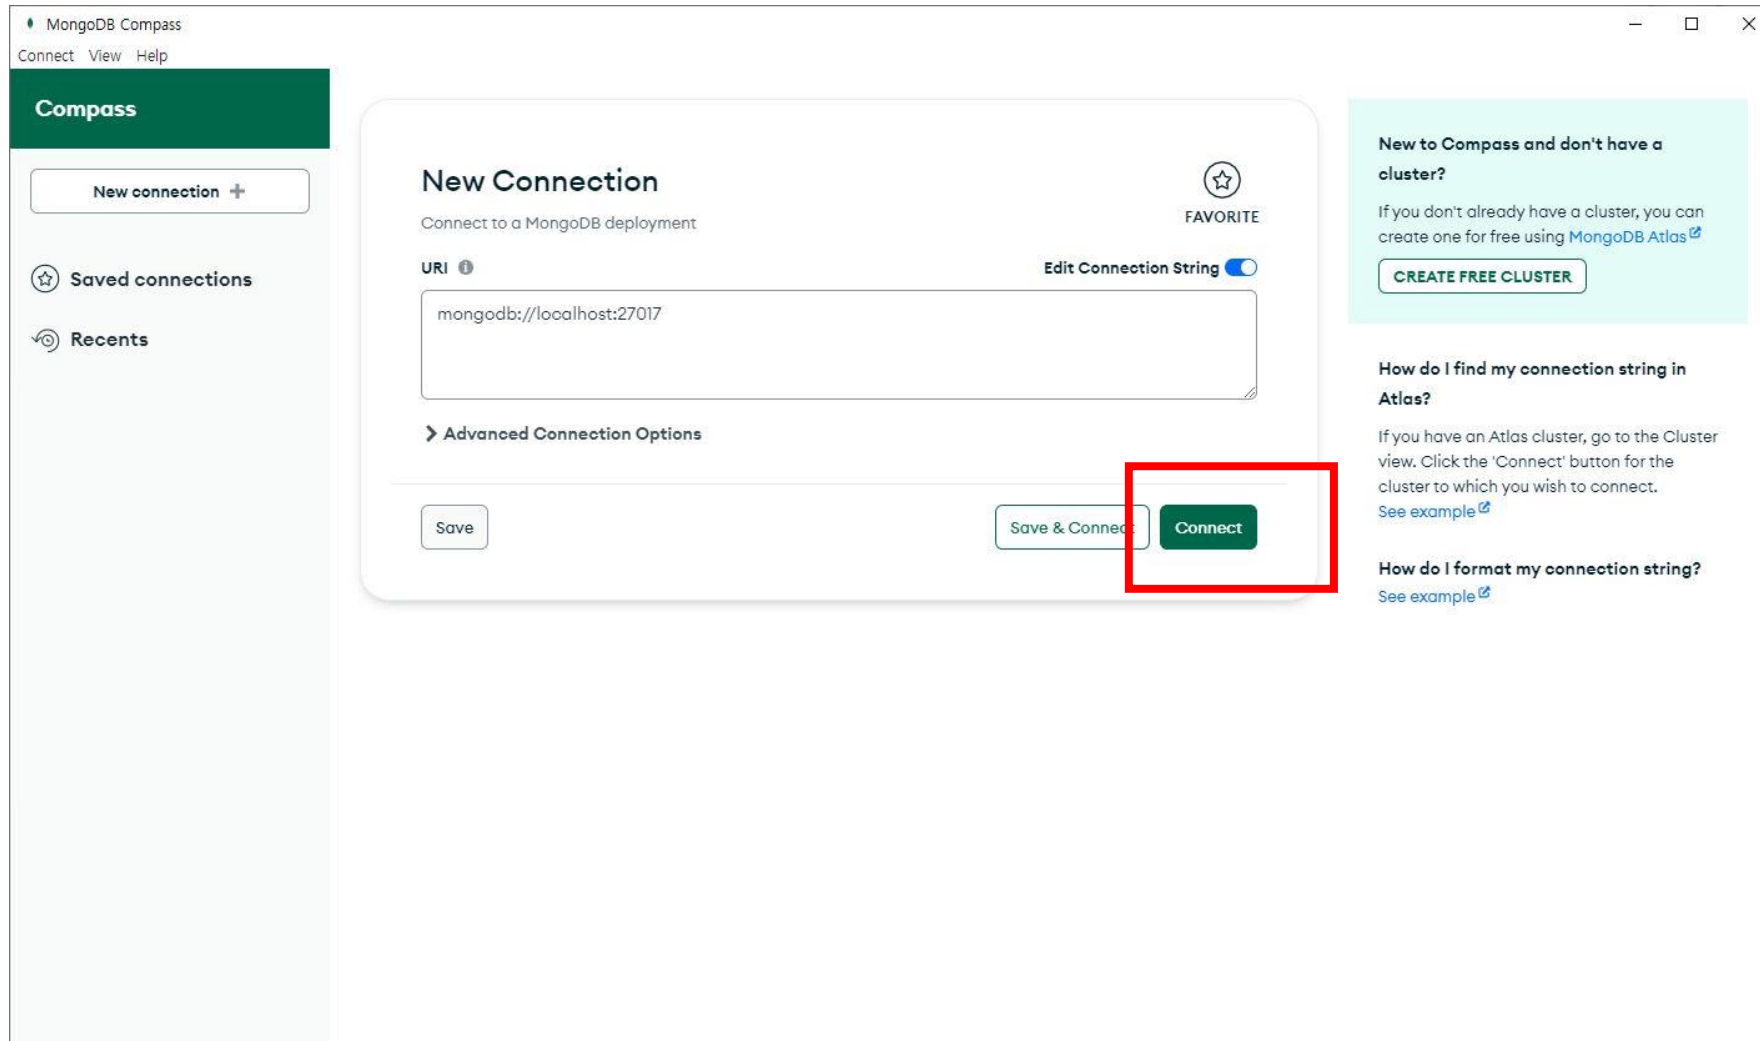 MongoDB Compass
Connect View Help
Compass
New connection
Saved connections
Recents
New Connection
Connect to a MongoDB deployment
FAVORITE
URI
Edit Connection String
mongodb://localhost:27017
Advanced Connection Options
Save
Save & Connect
Connect
New to Compass and don't have a
cluster?
If you don't already have a cluster, you can
create one for free using MongoDB Atlas
CREATE FREE CLUSTER
How do I find my connection string in
Atlas?
If you have an Atlas cluster, go to the Cluster
view. Click the 'Connect' button for the
cluster to which you wish to connect.
See example
How do I format my connection string?
See example